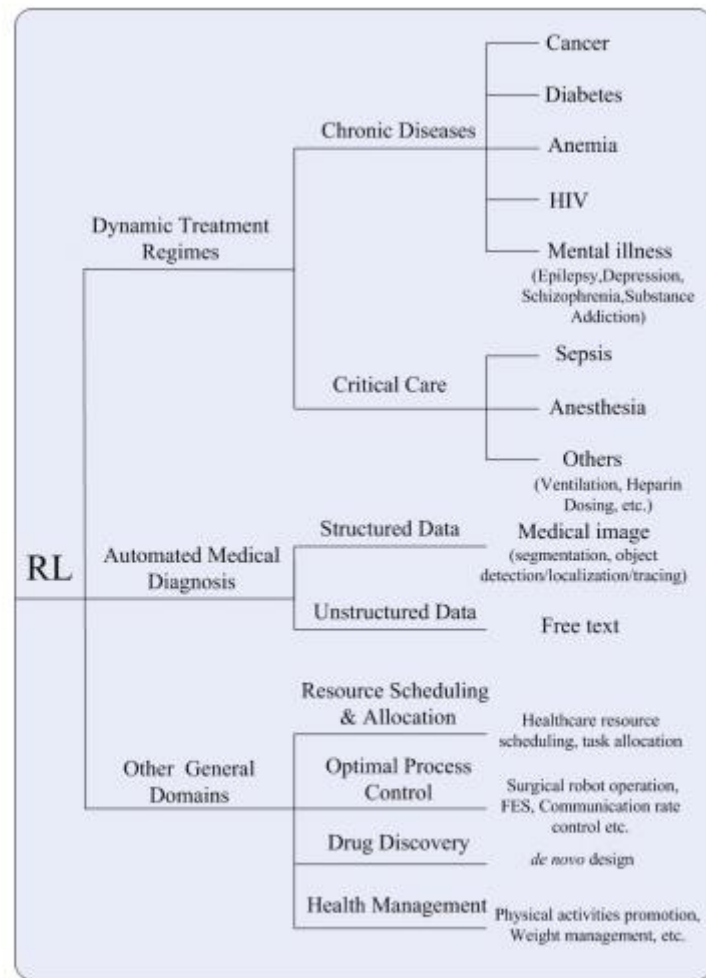 RL
Dynamic Treatment
Regimes
Chronic Diseases
Cancer
Diabetes
Anemia
HIV
Mental illness
(Epilepsy,Depression,
Schizophrenia,Substance
Addiction)
Critical Care
Sepsis
Anesthesia
Others
(Ventilation, Heparin
Dosing, etc.)
Automated Medical
Diagnosis
Structured Data
Medical image
(segmentation, object
detection/localization/tracing)
Unstructured Data
Free text
Other General
Domains
Resource Scheduling
& Allocation
Healthcare resource
scheduling, task allocation
Optimal Process
Control
Surgical robot operation,
FES, Communication rate
control etc.
Drug Discovery
de novo design
Health Management
Physical activities promotion,
Weight management, etc.